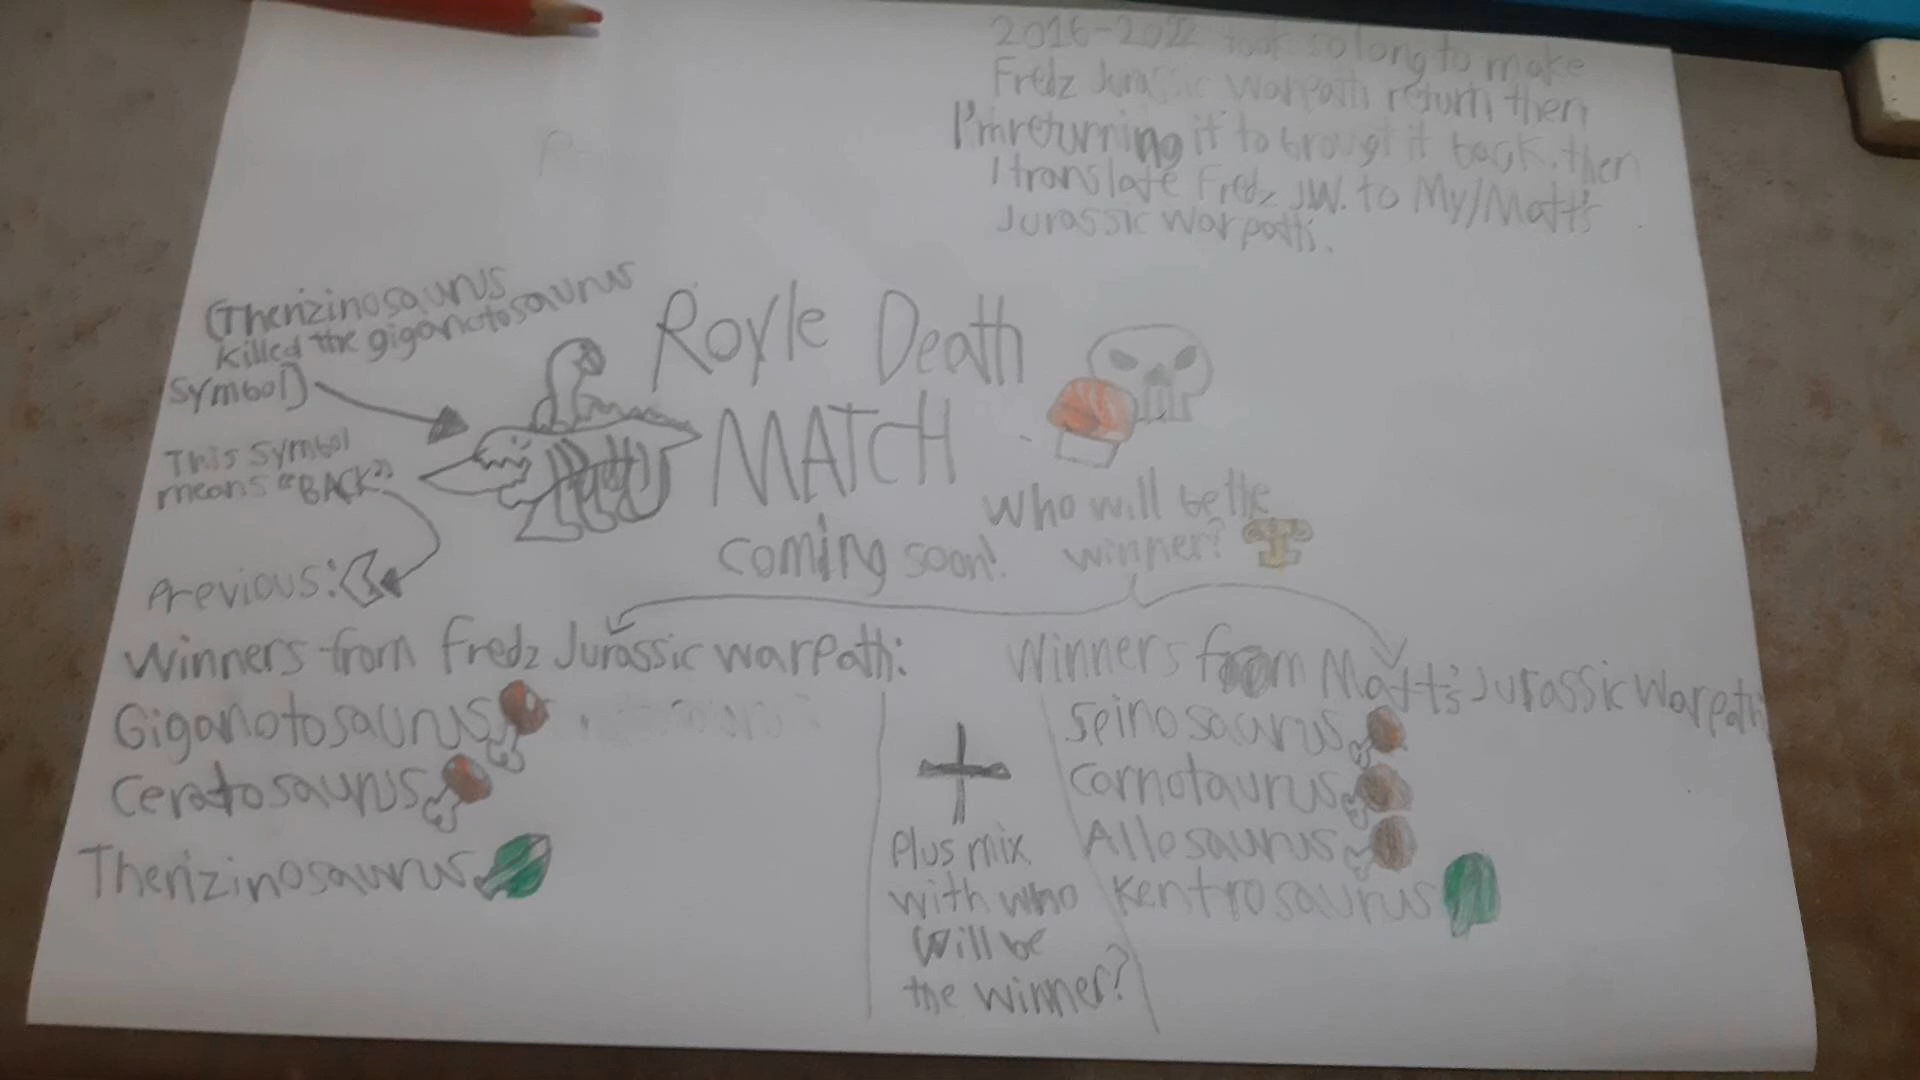 2016-2022 took so long to make
Fredz Jurassic Warpath return then
I'm returning it to brougt it back. then
I translate Fredz JW. to My/Matt's
Jurassic Warpath.
(Therizinosaurus
killed the giganotosaurus
symbol)
This symbol
means "BACK"
Previous:
Royle Death
MATCH
coming soon!
Who will be the
winner?
Winners from Fredz Jurassic Warpath:
Giganotosaurus
Ceratosaurus
Therizinosaurus
Plus mix
with who
will be
the winner?
Winners from Matt's Jurassic Warpath
Spinosaurus
Carnotaurus
Allosaurus
Kentrosaurus